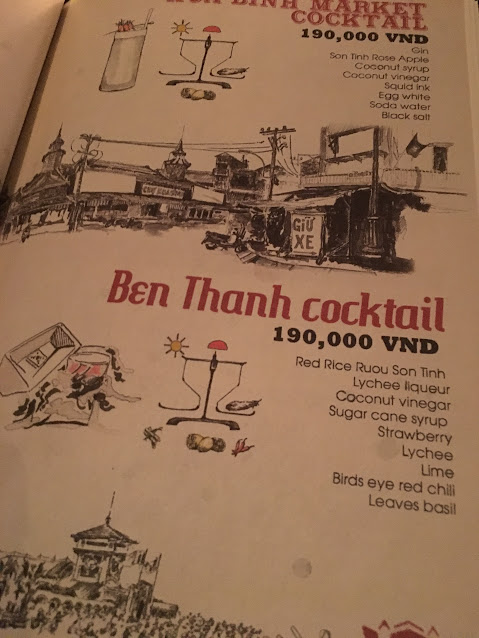 HOA BINH MARKET
COCKTAIL
190,000 VND
Gin
Son Tinh Rose Apple
Coconut syrup
Coconut vinegar
Squid ink
Egg white
Soda water
Black salt
GIỮ
XE
Ben Thanh cocktail
190,000 VND
Red Rice Ruou Son Tinh
Lychee liqueur
Coconut vinegar
Sugar cane syrup
Strawberry
Lychee
Lime
Birds eye red chili
Leaves basil